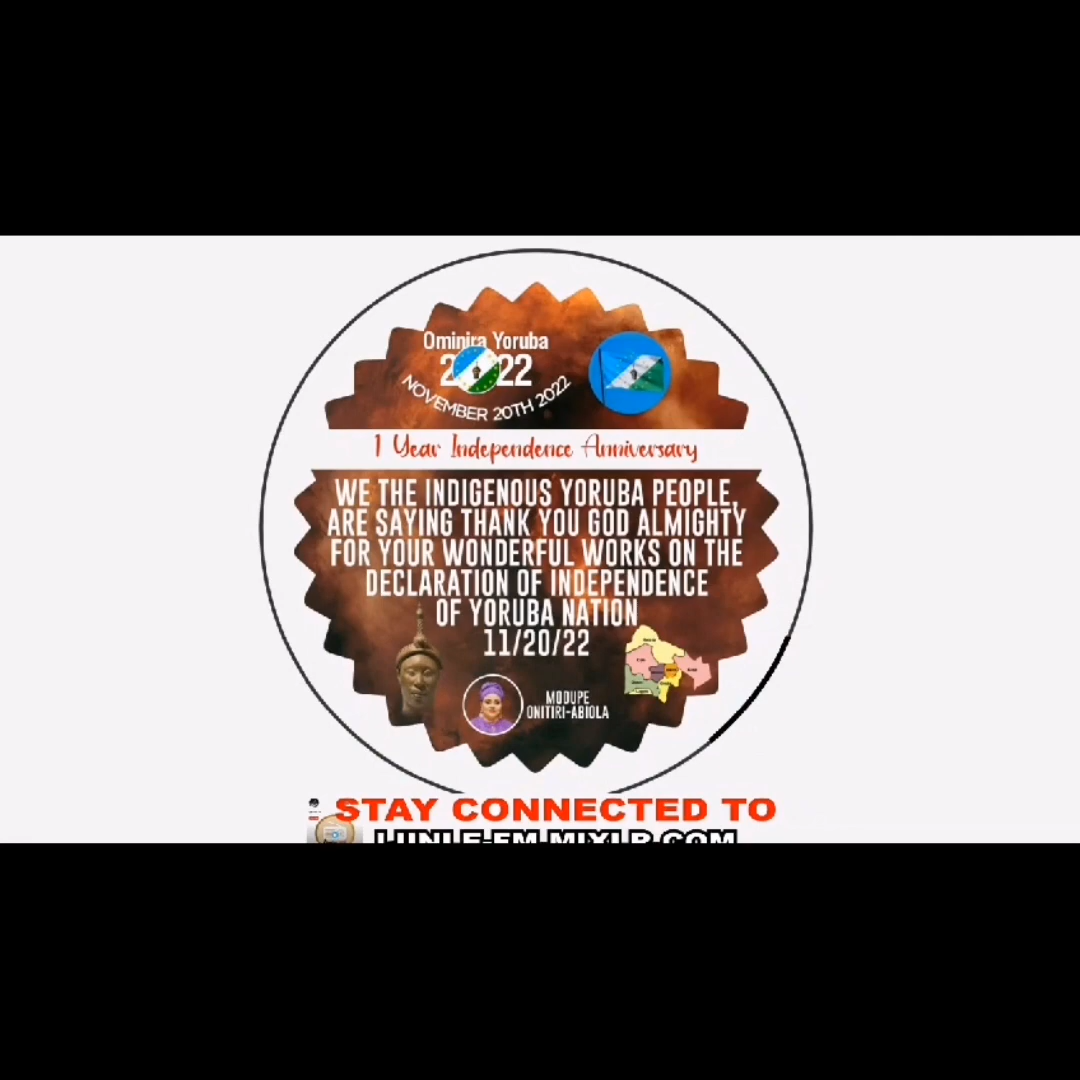 Ominira Yoruba
2022
NOVEMBER 20TH 2022
1 Year Independence Anniversary
WE THE INDIGENOUS YORUBA PEOPLE,
ARE SAYING THANK YOU GOD ALMIGHTY
FOR YOUR WONDERFUL WORKS ON THE
DECLARATION OF INDEPENDENCE
OF YORUBA NATION
11/20/22
MODUPE
ONITIRI-ABIOLA
STAY CONNECTED TO